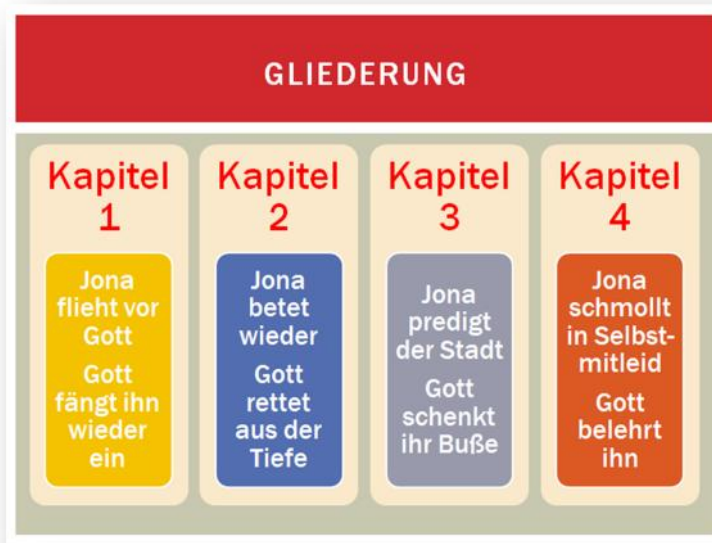 GLIEDERUNG
Kapitel
1
Jona
flieht vor
Gott
Gott
fängt ihn
wieder
ein
Kapitel
2
Jona
betet
wieder
Gott
rettet
aus der
Tiefe
Kapitel
3
Jona
predigt
der Stadt
Gott
schenkt
ihr Buße
Kapitel
4
Jona
schmollt
in Selbst-
mitleid
Gott
belehrt
ihn